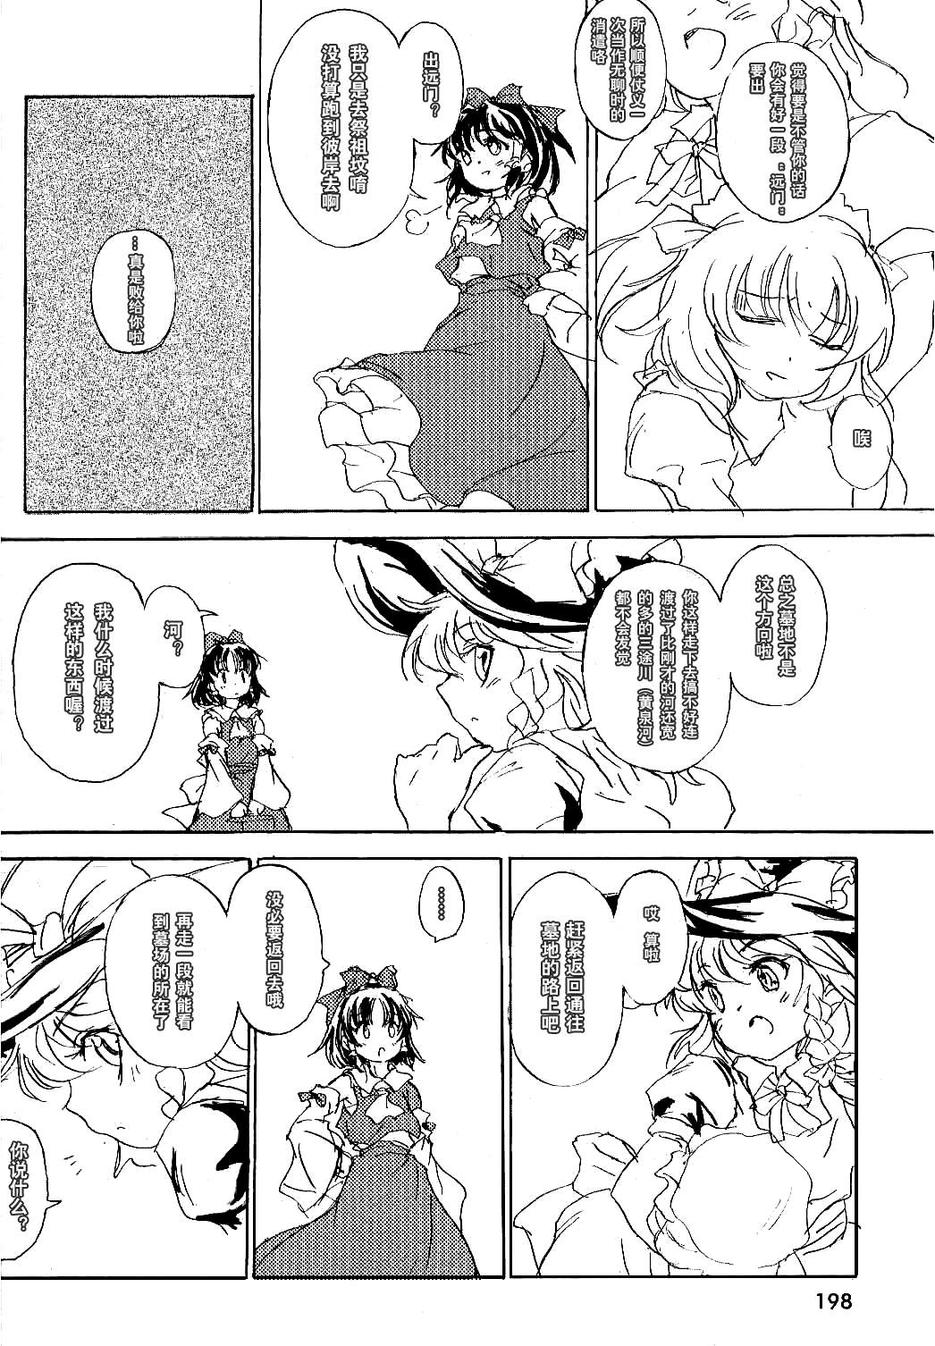 觉得要是不管你的话
你会有好一段“远门”
要出
所以顺便仗义一
次当作无聊时的
消遣咯
唉
出远门？
我只是去祭祖坟唷
没打算跑到彼岸去啊
…真是败给你啦
总之墓地不是
这个方向啦
你这样走下去搞不好连
渡过了比刚才的河还宽
的多的三途川（黄泉河）
都不会发觉
河？
我什么时候渡过
这样的东西喔？
哎 算啦
赶紧返回通往
墓地的路上吧
……
没必要返回去哦
再走一段就能看
到墓场的所在了
你说什么？
198